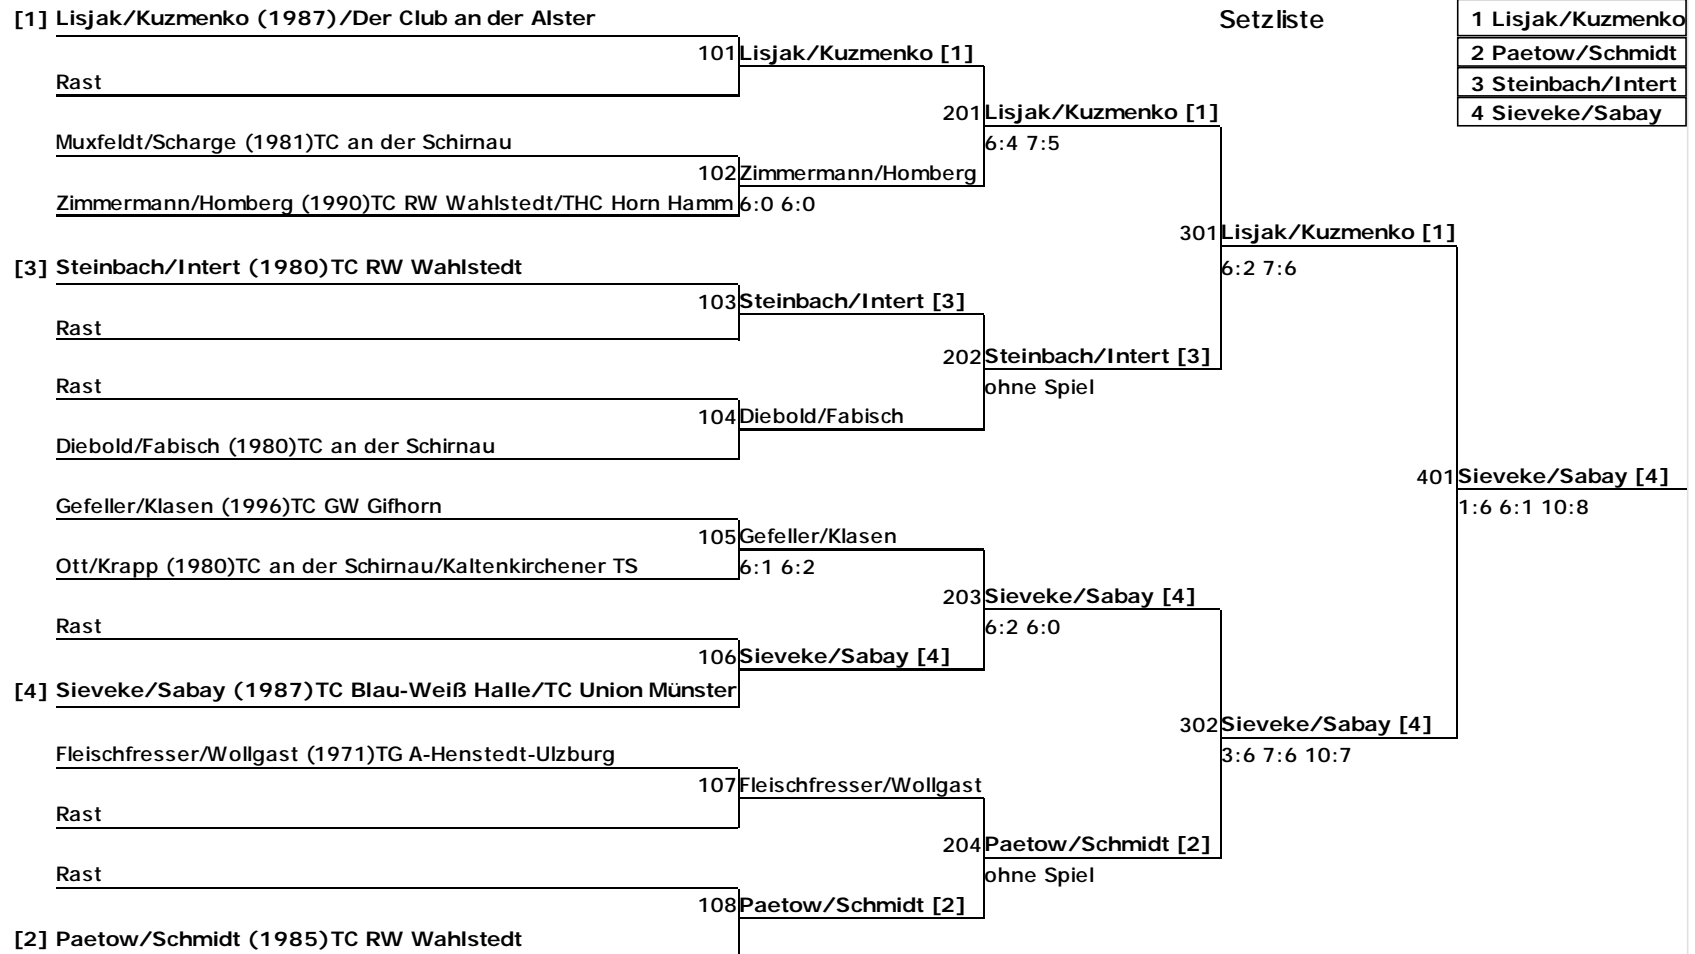 [1] Lisjak/Kuzmenko (1987)/Der Club an der Alster
Setzliste
1 Lisjak/Kuzmenko
101 Lisjak/Kuzmenko [1]
2 Paetow/Schmidt
Rast
3 Steinbach/Intert
201 Lisjak/Kuzmenko [1]
4 Sieveke/Sabay
Muxfeldt/Scharge (1981)TC an der Schirnau
6:4 7:5
102 Zimmermann/Homberg
Zimmermann/Homberg (1990)TC RW Wahlstedt/THC Horn Hamm
6:0 6:0
301 Lisjak/Kuzmenko [1]
[3] Steinbach/Intert (1980)TC RW Wahlstedt
6:2 7:6
103 Steinbach/Intert [3]
Rast
202 Steinbach/Intert [3]
Rast
ohne Spiel
104 Diebold/Fabisch
Diebold/Fabisch (1980)TC an der Schirnau
401 Sieveke/Sabay [4]
Gefeller/Klasen (1996)TC GW Gifhorn
1:6 6:1 10:8
105 Gefeller/Klasen
Ott/Krapp (1980)TC an der Schirnau/Kaltenkirchener TS
6:1 6:2
203 Sieveke/Sabay [4]
Rast
6:2 6:0
106 Sieveke/Sabay [4]
[4] Sieveke/Sabay (1987)TC Blau-Weiß Halle/TC Union Münster
302 Sieveke/Sabay [4]
Fleischfresser/Wollgast (1971)TG A-Henstedt-Ulzburg
3:6 7:6 10:7
107 Fleischfresser/Wollgast
Rast
204 Paetow/Schmidt [2]
Rast
ohne Spiel
108 Paetow/Schmidt [2]
[2] Paetow/Schmidt (1985)TC RW Wahlstedt